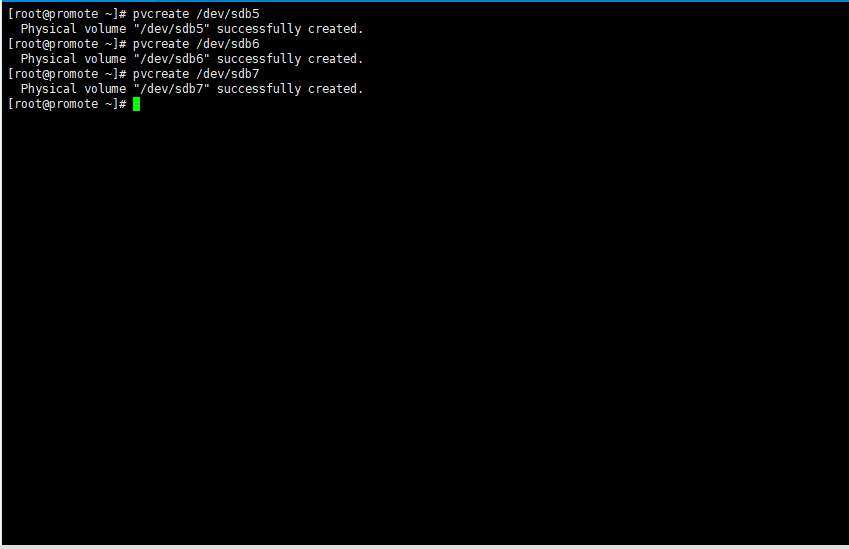 [root@promote ~]# pvcreate /dev/sdb5
Physical volume "/dev/sdb5" successfully created.
[root@promote ~]# pvcreate /dev/sdb6
Physical volume "/dev/sdb6" successfully created.
[root@promote ~]# pvcreate /dev/sdb7
Physical volume "/dev/sdb7" successfully created.
[root@promote ~]#